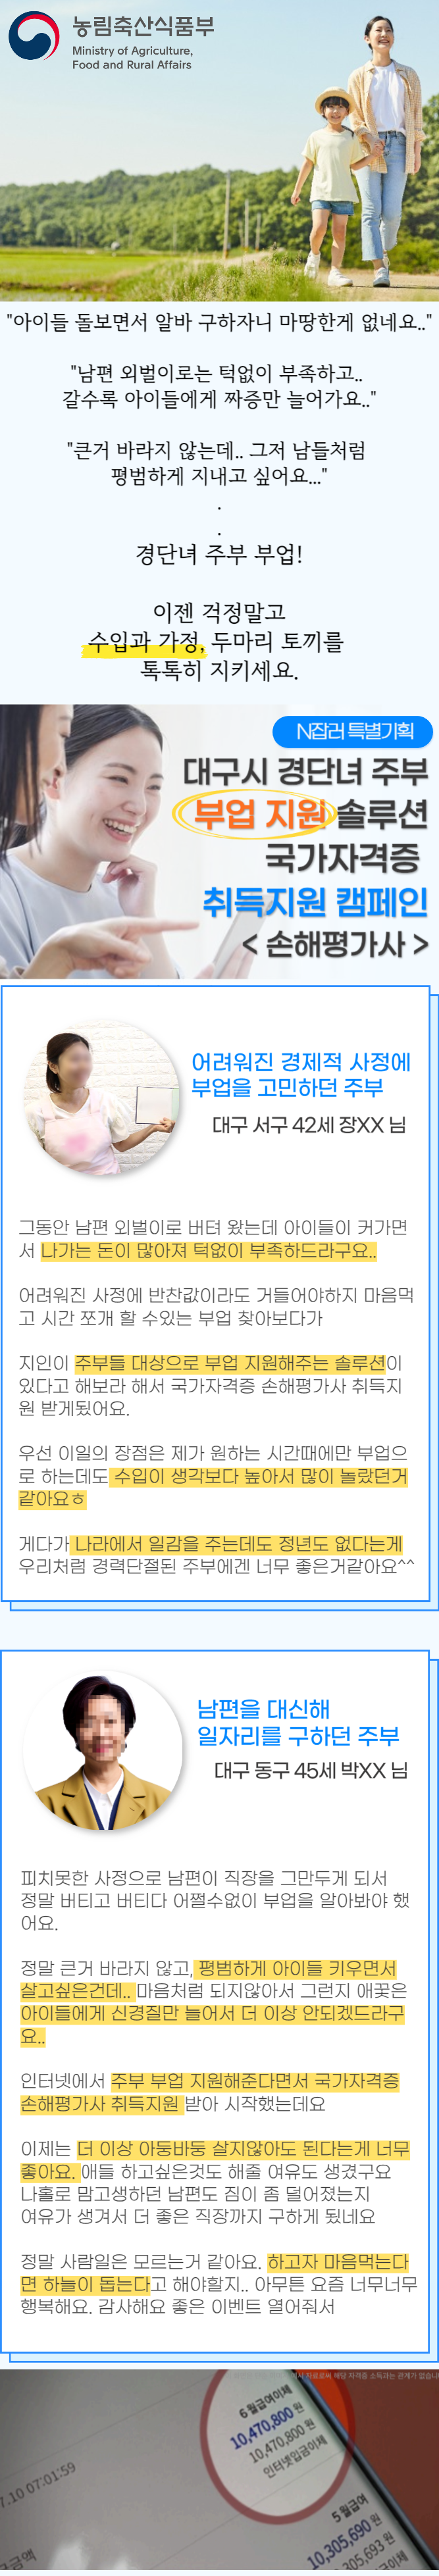 농림축산식품부
Ministry of Agriculture,
Food and Rural Affairs
"아이들 돌보면서 알바 구하자니 마땅한게 없네요.."
"남편 외벌이로는 턱없이 부족하고..
갈수록 아이들에게 짜증만 늘어가요.."
"큰거 바라지 않는데.. 그저 남들처럼
평범하게 지내고 싶어요..."
.
.
경단녀 주부 부업!
이젠 걱정말고
수입과 가정, 두마리 토끼를
톡톡히 지키세요.
N잡러 특별기획
대구시 경단녀 주부
부업 지원 솔루션
국가자격증
취득지원 캠페인
< 손해평가사 >
어려워진 경제적 사정에
부업을 고민하던 주부
대구 서구 42세 장XX 님
그동안 남편 외벌이로 버텨 왔는데 아이들이 커가면
서 나가는 돈이 많아져 턱없이 부족하드라구요..
어려워진 사정에 반찬값이라도 거들어야하지 마음먹
고 시간 쪼개 할 수있는 부업 찾아보다가
지인이 주부들 대상으로 부업 지원해주는 솔루션이
있다고 해보라 해서 국가자격증 손해평가사 취득지
원 받게됐어요.
우선 이일의 장점은 제가 원하는 시간때에만 부업으
로 하는데도 수입이 생각보다 높아서 많이 놀랐던거
같아요ㅎ
게다가 나라에서 일감을 주는데도 정년도 없다는게
우리처럼 경력단절된 주부에겐 너무 좋은거같아요^^
남편을 대신해
일자리를 구하던 주부
대구 동구 45세 박XX 님
피치못한 사정으로 남편이 직장을 그만두게 되서
정말 버티고 버티다 어쩔수없이 부업을 알아봐야 했
어요.
정말 큰거 바라지 않고, 평범하게 아이들 키우면서
살고싶은건데.. 마음처럼 되지않아서 그런지 애꿎은
아이들에게 신경질만 늘어서 더 이상 안되겠드라구
요..
인터넷에서 주부 부업 지원해준다면서 국가자격증
손해평가사 취득지원 받아 시작했는데요
이제는 더 이상 아둥바둥 살지않아도 된다는게 너무
좋아요. 애들 하고싶은것도 해줄 여유도 생겼구요
나홀로 맘고생하던 남편도 짐이 좀 덜어졌는지
여유가 생겨서 더 좋은 직장까지 구하게 됐네요
정말 사람일은 모르는거 같아요. 하고자 마음먹는다
면 하늘이 돕는다고 해야할지.. 아무튼 요즘 너무너무
행복해요. 감사해요 좋은 이벤트 열어줘서
자료로써 해당 자격증 소득과는 관계가 없습니
6월급여이체
10,470,800 원
10,470,800 원
인터넷입금이체
7.10 07:01:59
5월급여
10,305,690 원
305,693 원
금액